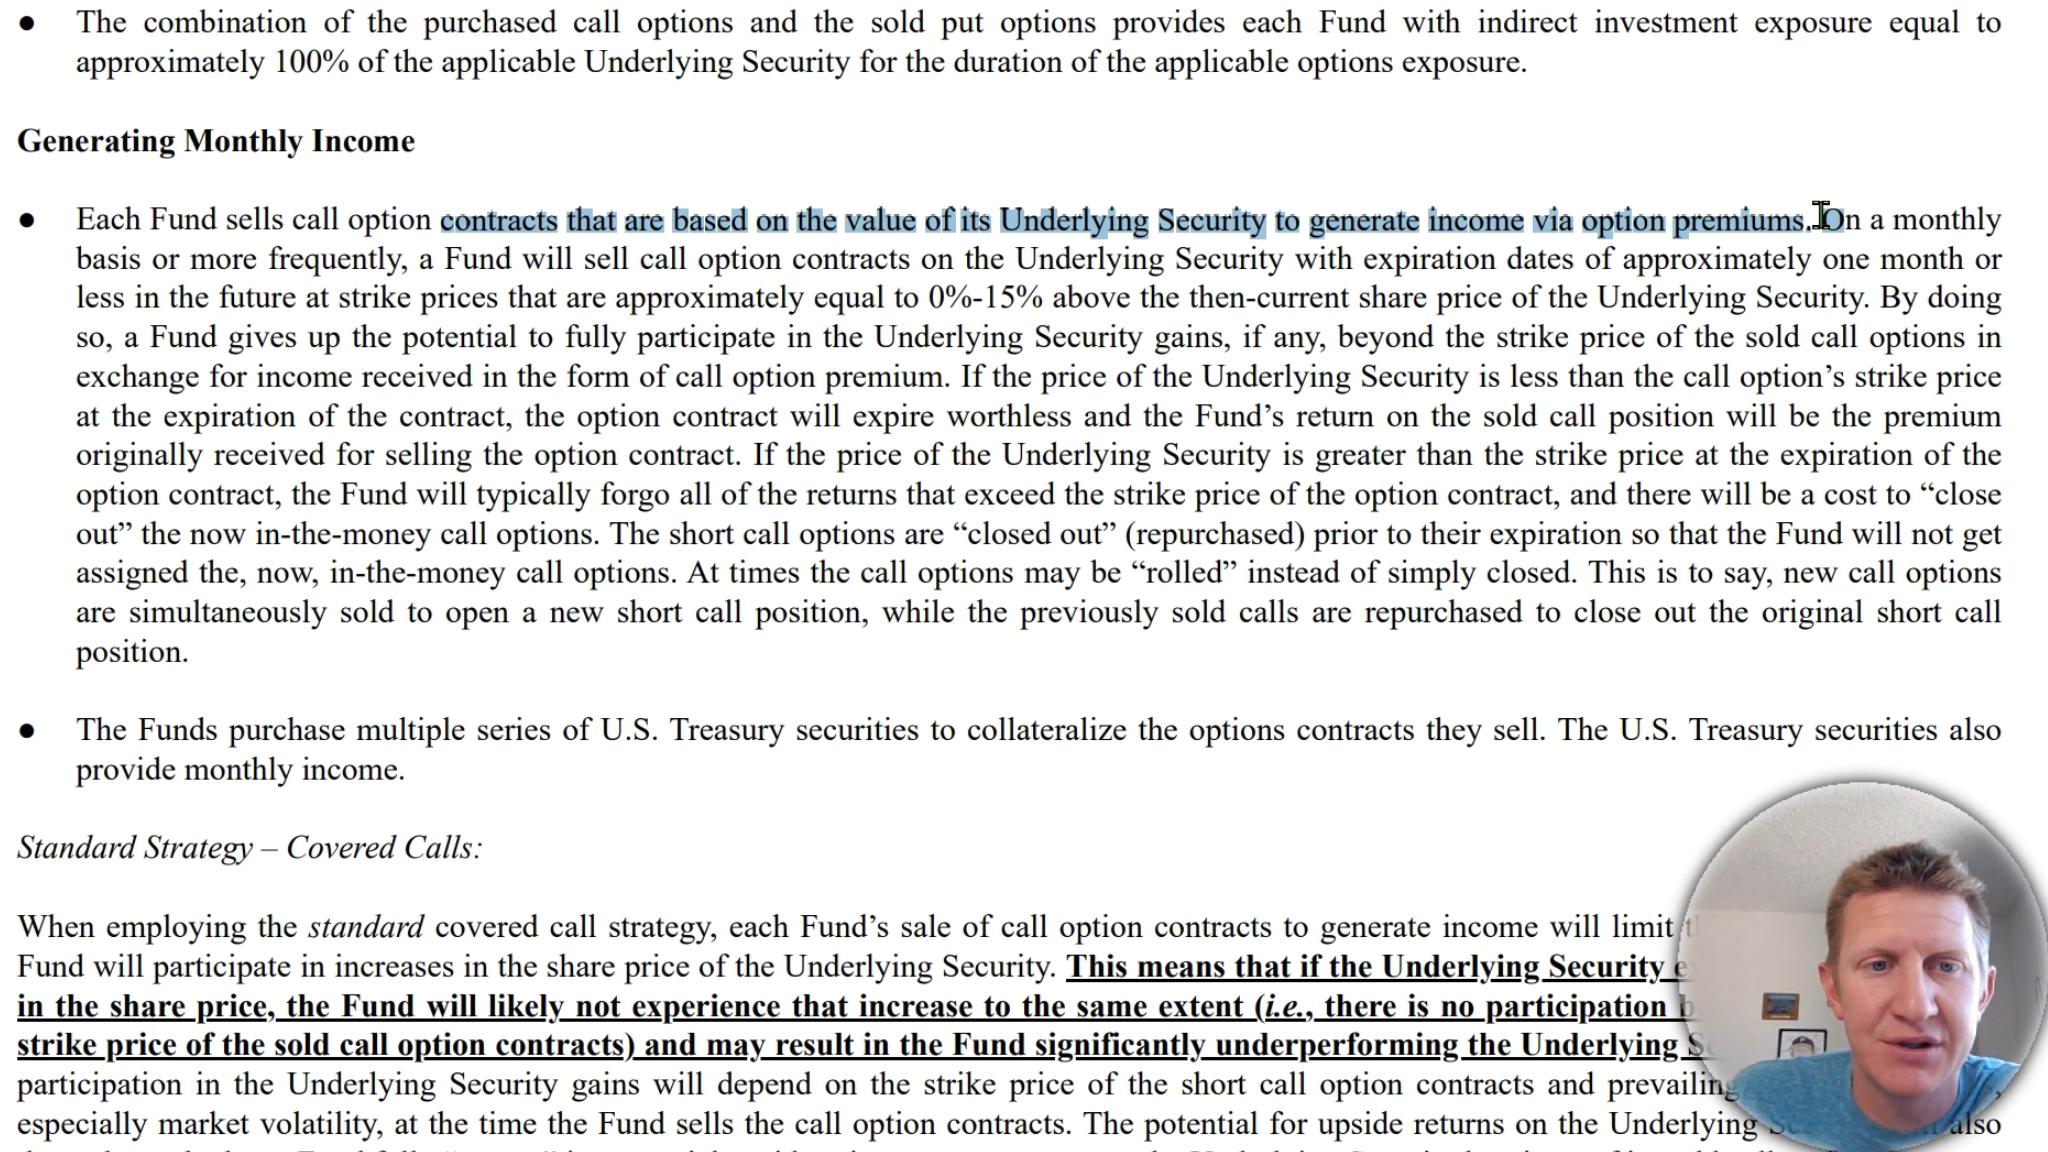 ● The combination of the purchased call options and the sold put options provides each Fund with indirect investment exposure equal to
approximately 100% of the applicable Underlying Security for the duration of the applicable options exposure.
Generating Monthly Income
● Each Fund sells call option contracts that are based on the value of its Underlying Security to generate income via option premiums. On a monthly
basis or more frequently, a Fund will sell call option contracts on the Underlying Security with expiration dates of approximately one month or
less in the future at strike prices that are approximately equal to 0%-15% above the then-current share price of the Underlying Security. By doing
so, a Fund gives up the potential to fully participate in the Underlying Security gains, if any, beyond the strike price of the sold call options in
exchange for income received in the form of call option premium. If the price of the Underlying Security is less than the call option’s strike price
at the expiration of the contract, the option contract will expire worthless and the Fund’s return on the sold call position will be the premium
originally received for selling the option contract. If the price of the Underlying Security is greater than the strike price at the expiration of the
option contract, the Fund will typically forgo all of the returns that exceed the strike price of the option contract, and there will be a cost to “close
out” the now in-the-money call options. The short call options are “closed out” (repurchased) prior to their expiration so that the Fund will not get
assigned the, now, in-the-money call options. At times the call options may be “rolled” instead of simply closed. This is to say, new call options
are simultaneously sold to open a new short call position, while the previously sold calls are repurchased to close out the original short call
position.
● The Funds purchase multiple series of U.S. Treasury securities to collateralize the options contracts they sell. The U.S. Treasury securities also
provide monthly income.
Standard Strategy – Covered Calls:
When employing the standard covered call strategy, each Fund’s sale of call option contracts to generate income will limit
Fund will participate in increases in the share price of the Underlying Security. This means that if the Underlying Security
in the share price, the Fund will likely not experience that increase to the same extent (i.e., there is no participation
strike price of the sold call option contracts) and may result in the Fund significantly underperforming the Underlying
participation in the Underlying Security gains will depend on the strike price of the short call option contracts and prevailing
especially market volatility, at the time the Fund sells the call option contracts. The potential for upside returns on the Underlying also